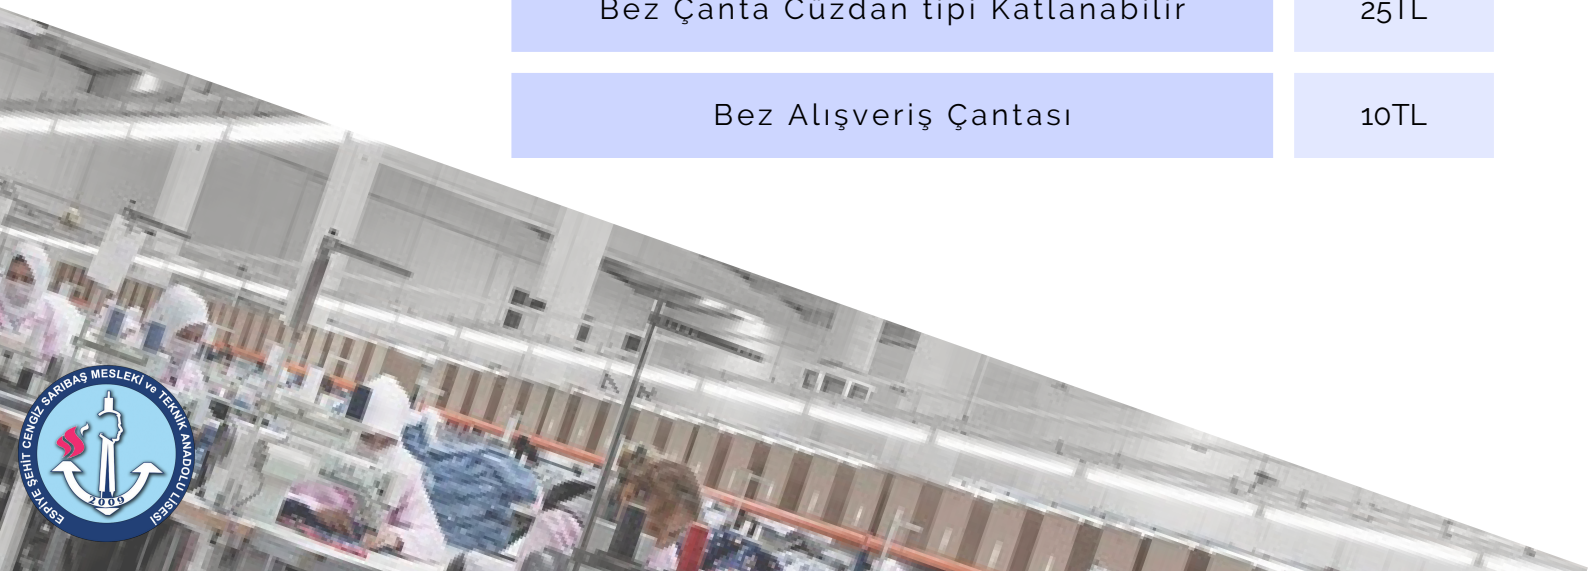 Bez Çanta Cüzdan tipi Katlanabilir 25TL
Bez Alışveriş Çantası 10TL
ESPİYE ŞEHİT CENGİZ SARIBAŞ MESLEKİ ve TEKNİK ANADOLU LİSESİ
2009